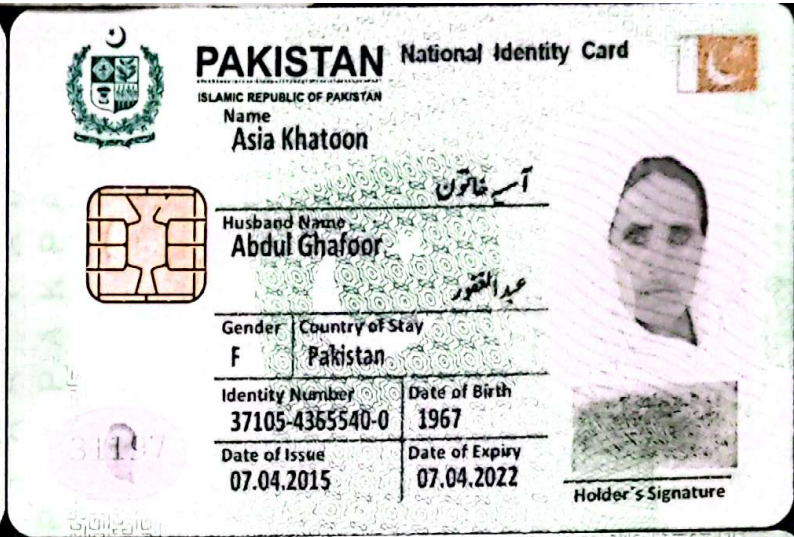 PAKISTAN National Identity Card
ISLAMIC REPUBLIC OF PAKISTAN
Name
Asia Khatoon
آسیہ خاتون
Husband Name
Abdul Ghafoor
عبدالغفور
Gender Country of Stay
F Pakistan
Identity Number Date of Birth
37105-4365540-0 1967
Date of Issue Date of Expiry
07.04.2015 07.04.2022
Holder's Signature